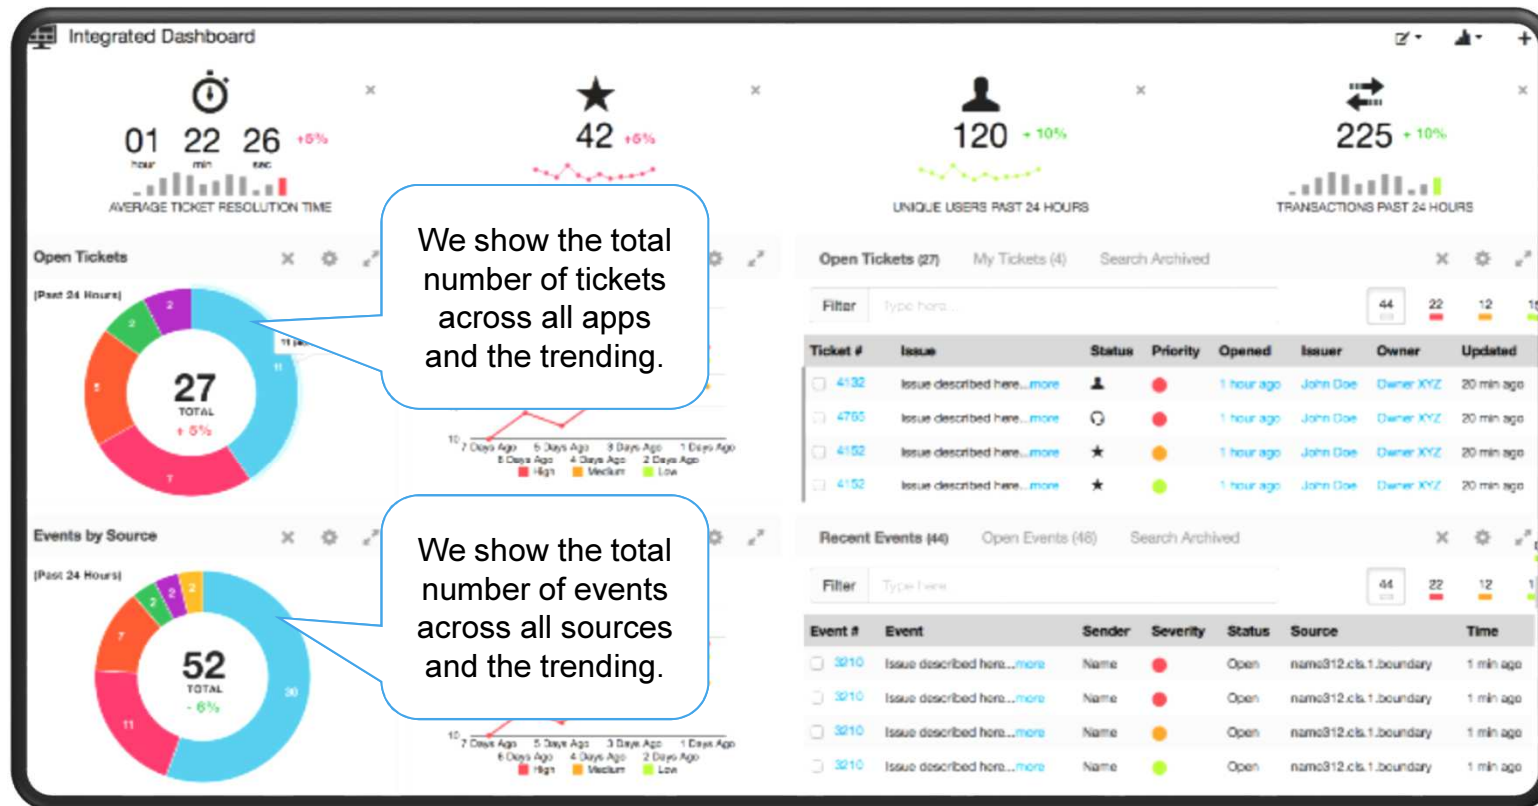 Integrated Dashboard
01 22 26 +5%
hour min sec
AVERAGE TICKET RESOLUTION TIME
42 +5%
120 + 10%
UNIQUE USERS PAST 24 HOURS
225 + 10%
TRANSACTIONS PAST 24 HOURS
Open Tickets
(Past 24 Hours)
2
2
11
5
7
27
TOTAL
+ 5%
We show the total
number of tickets
across all apps
and the trending.
10
7 Days Ago 5 Days Ago 3 Days Ago 1 Days Ago
6 Days Ago 4 Days Ago 2 Days Ago
High Medium Low
Open Tickets (27) My Tickets (4) Search Archived
Filter Type here... 44 22 12
Ticket # Issue Status Priority Opened Issuer Owner Updated
4132 Issue described here...more 1 hour ago John Doe Owner XYZ 20 min ago
4765 Issue described here...more 1 hour ago John Doe Owner XYZ 20 min ago
4152 Issue described here...more 1 hour ago John Doe Owner XYZ 20 min ago
4152 Issue described here...more 1 hour ago John Doe Owner XYZ 20 min ago
Events by Source
(Past 24 Hours)
2
2
2
7
11
30
52
TOTAL
- 6%
We show the total
number of events
across all sources
and the trending.
10
7 Days Ago 5 Days Ago 3 Days Ago 1 Days Ago
6 Days Ago 4 Days Ago 2 Days Ago
High Medium Low
Recent Events (44) Open Events (48) Search Archived
Filter Type here 44 22 12
Event # Event Sender Severity Status Source Time
3210 Issue described here...more Name Open name312.cls.1.boundary 1 min ago
3210 Issue described here...more Name Open name312.cls.1.boundary 1 min ago
3210 Issue described here...more Name Open name312.cls.1.boundary 1 min ago
3210 Issue described here...more Name Open name312.cls.1.boundary 1 min ago